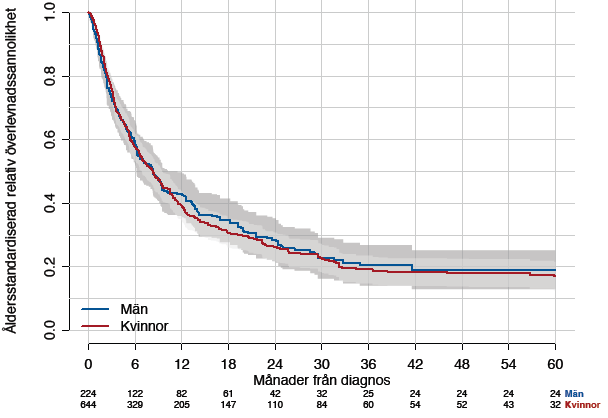 Åldersstandardiserad relativ överlevnadssannolikhet
1.0
0.8
0.6
0.4
0.2
0.0
Män
Kvinnor
0 6 12 18 24 30 36 42 48 54 60
Månader från diagnos
224 122 82 61 42 32 25 24 24 24 24 Män
644 329 205 147 110 84 60 54 52 43 32 Kvinnor